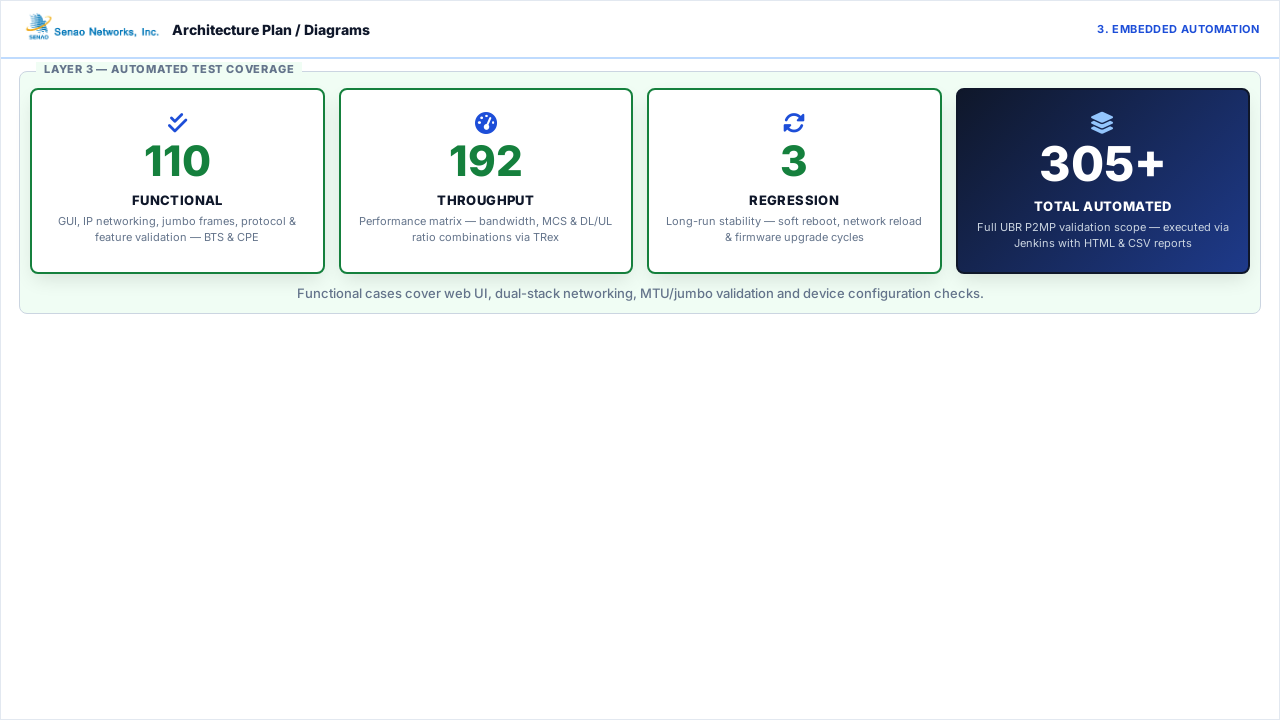 SENAO
Senao Networks, Inc.
Architecture Plan / Diagrams
3. EMBEDDED AUTOMATION
LAYER 3 — AUTOMATED TEST COVERAGE
110
FUNCTIONAL
GUI, IP networking, jumbo frames, protocol &
feature validation — BTS & CPE
192
THROUGHPUT
Performance matrix — bandwidth, MCS & DL/UL
ratio combinations via TRex
3
REGRESSION
Long-run stability — soft reboot, network reload
& firmware upgrade cycles
305+
TOTAL AUTOMATED
Full UBR P2MP validation scope — executed via
Jenkins with HTML & CSV reports
Functional cases cover web UI, dual-stack networking, MTU/jumbo validation and device configuration checks.